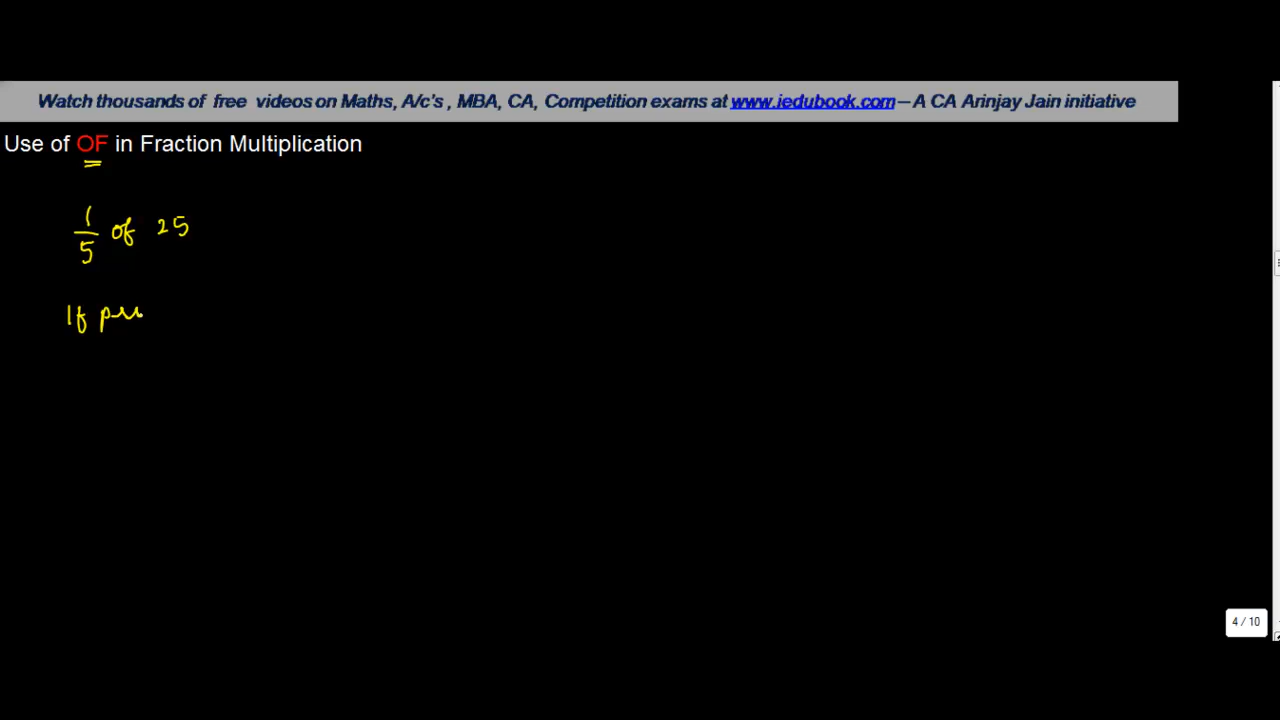 Watch thousands of free videos on Maths, A/c's , MBA, CA, Competition exams at www.iedubook.com – A CA Arinjay Jain initiative
Use of OF in Fraction Multiplication
1/5 of 25
If
4 / 10